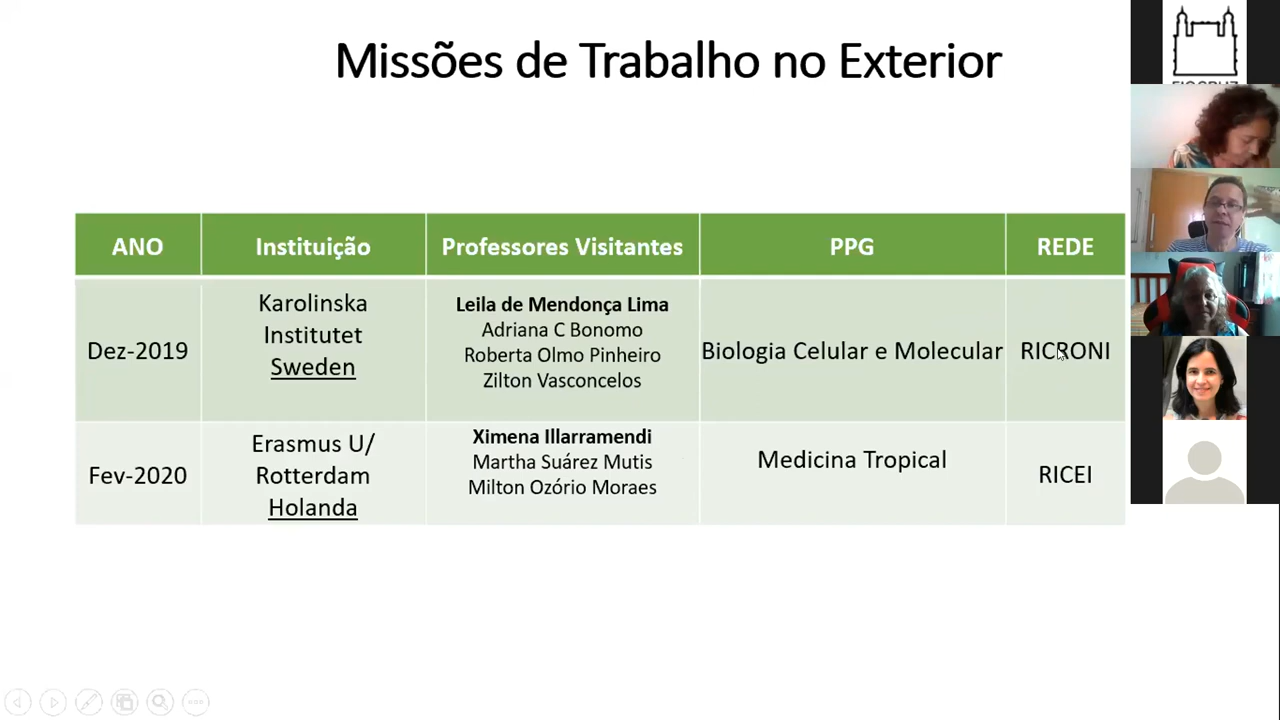 Missões de Trabalho no Exterior
ANO
Instituição
Professores Visitantes
PPG
REDE
Dez-2019
Karolinska
Institutet
Sweden
Leila de Mendonça Lima
Adriana C Bonomo
Roberta Olmo Pinheiro
Zilton Vasconcelos
Biologia Celular e Molecular
RICRONI
Fev-2020
Erasmus U/
Rotterdam
Holanda
Ximena Illarramendi
Martha Suárez Mutis
Milton Ozório Moraes
Medicina Tropical
RICEI